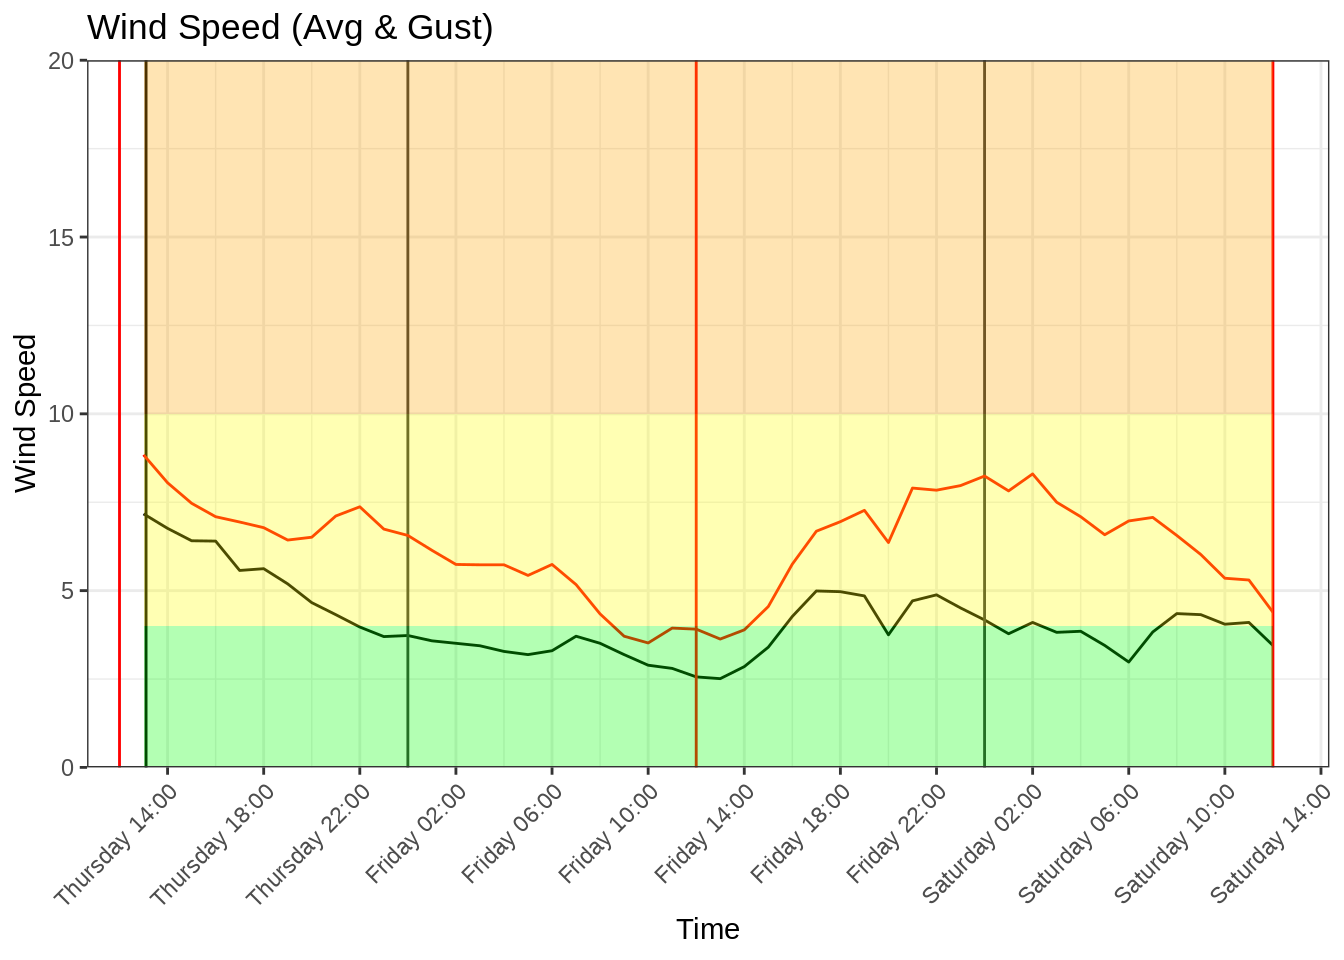 Wind Speed (Avg & Gust)
Wind Speed
20
15
10
5
0
Thursday 14:00
Thursday 18:00
Thursday 22:00
Friday 02:00
Friday 06:00
Friday 10:00
Friday 14:00
Friday 18:00
Friday 22:00
Saturday 02:00
Saturday 06:00
Saturday 10:00
Saturday 14:00
Time